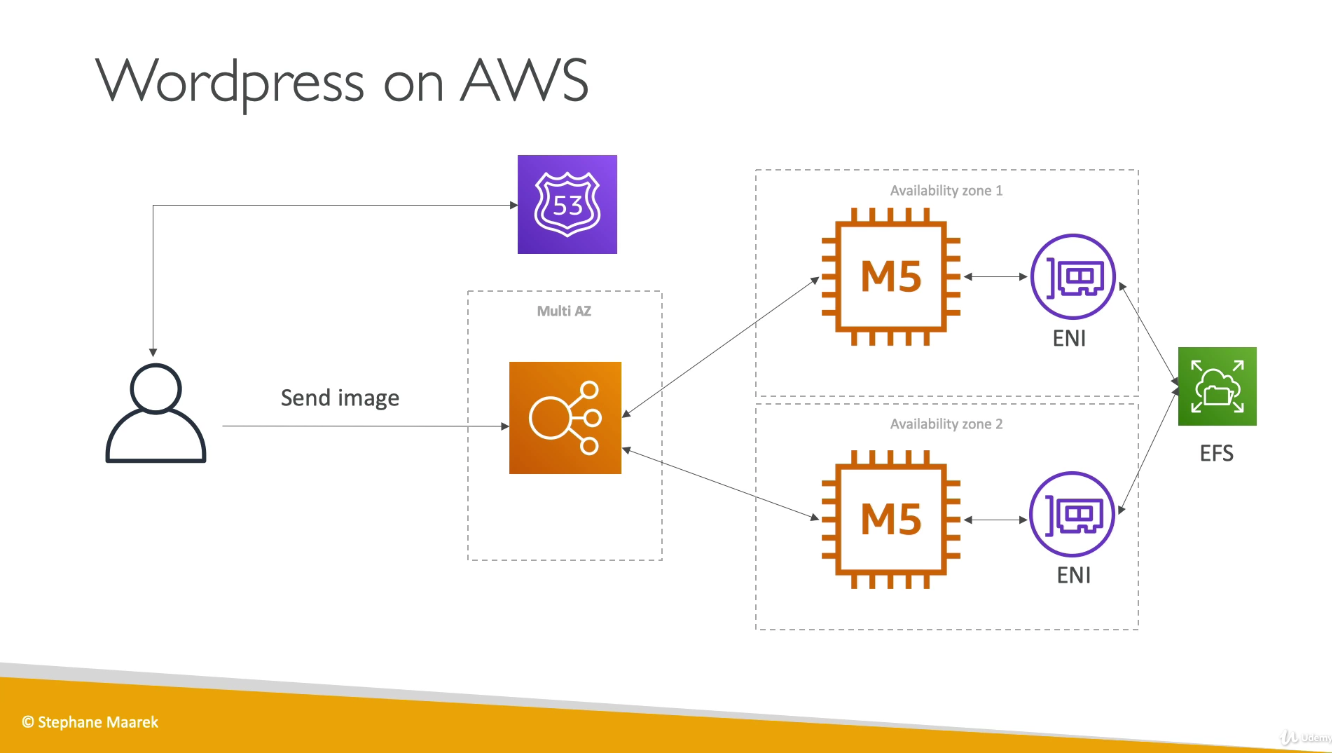 Wordpress on AWS
53
Availability zone 1
M5
ENI
Multi AZ
Send image
EFS
Availability zone 2
M5
ENI
© Stephane Maarek
Udemy